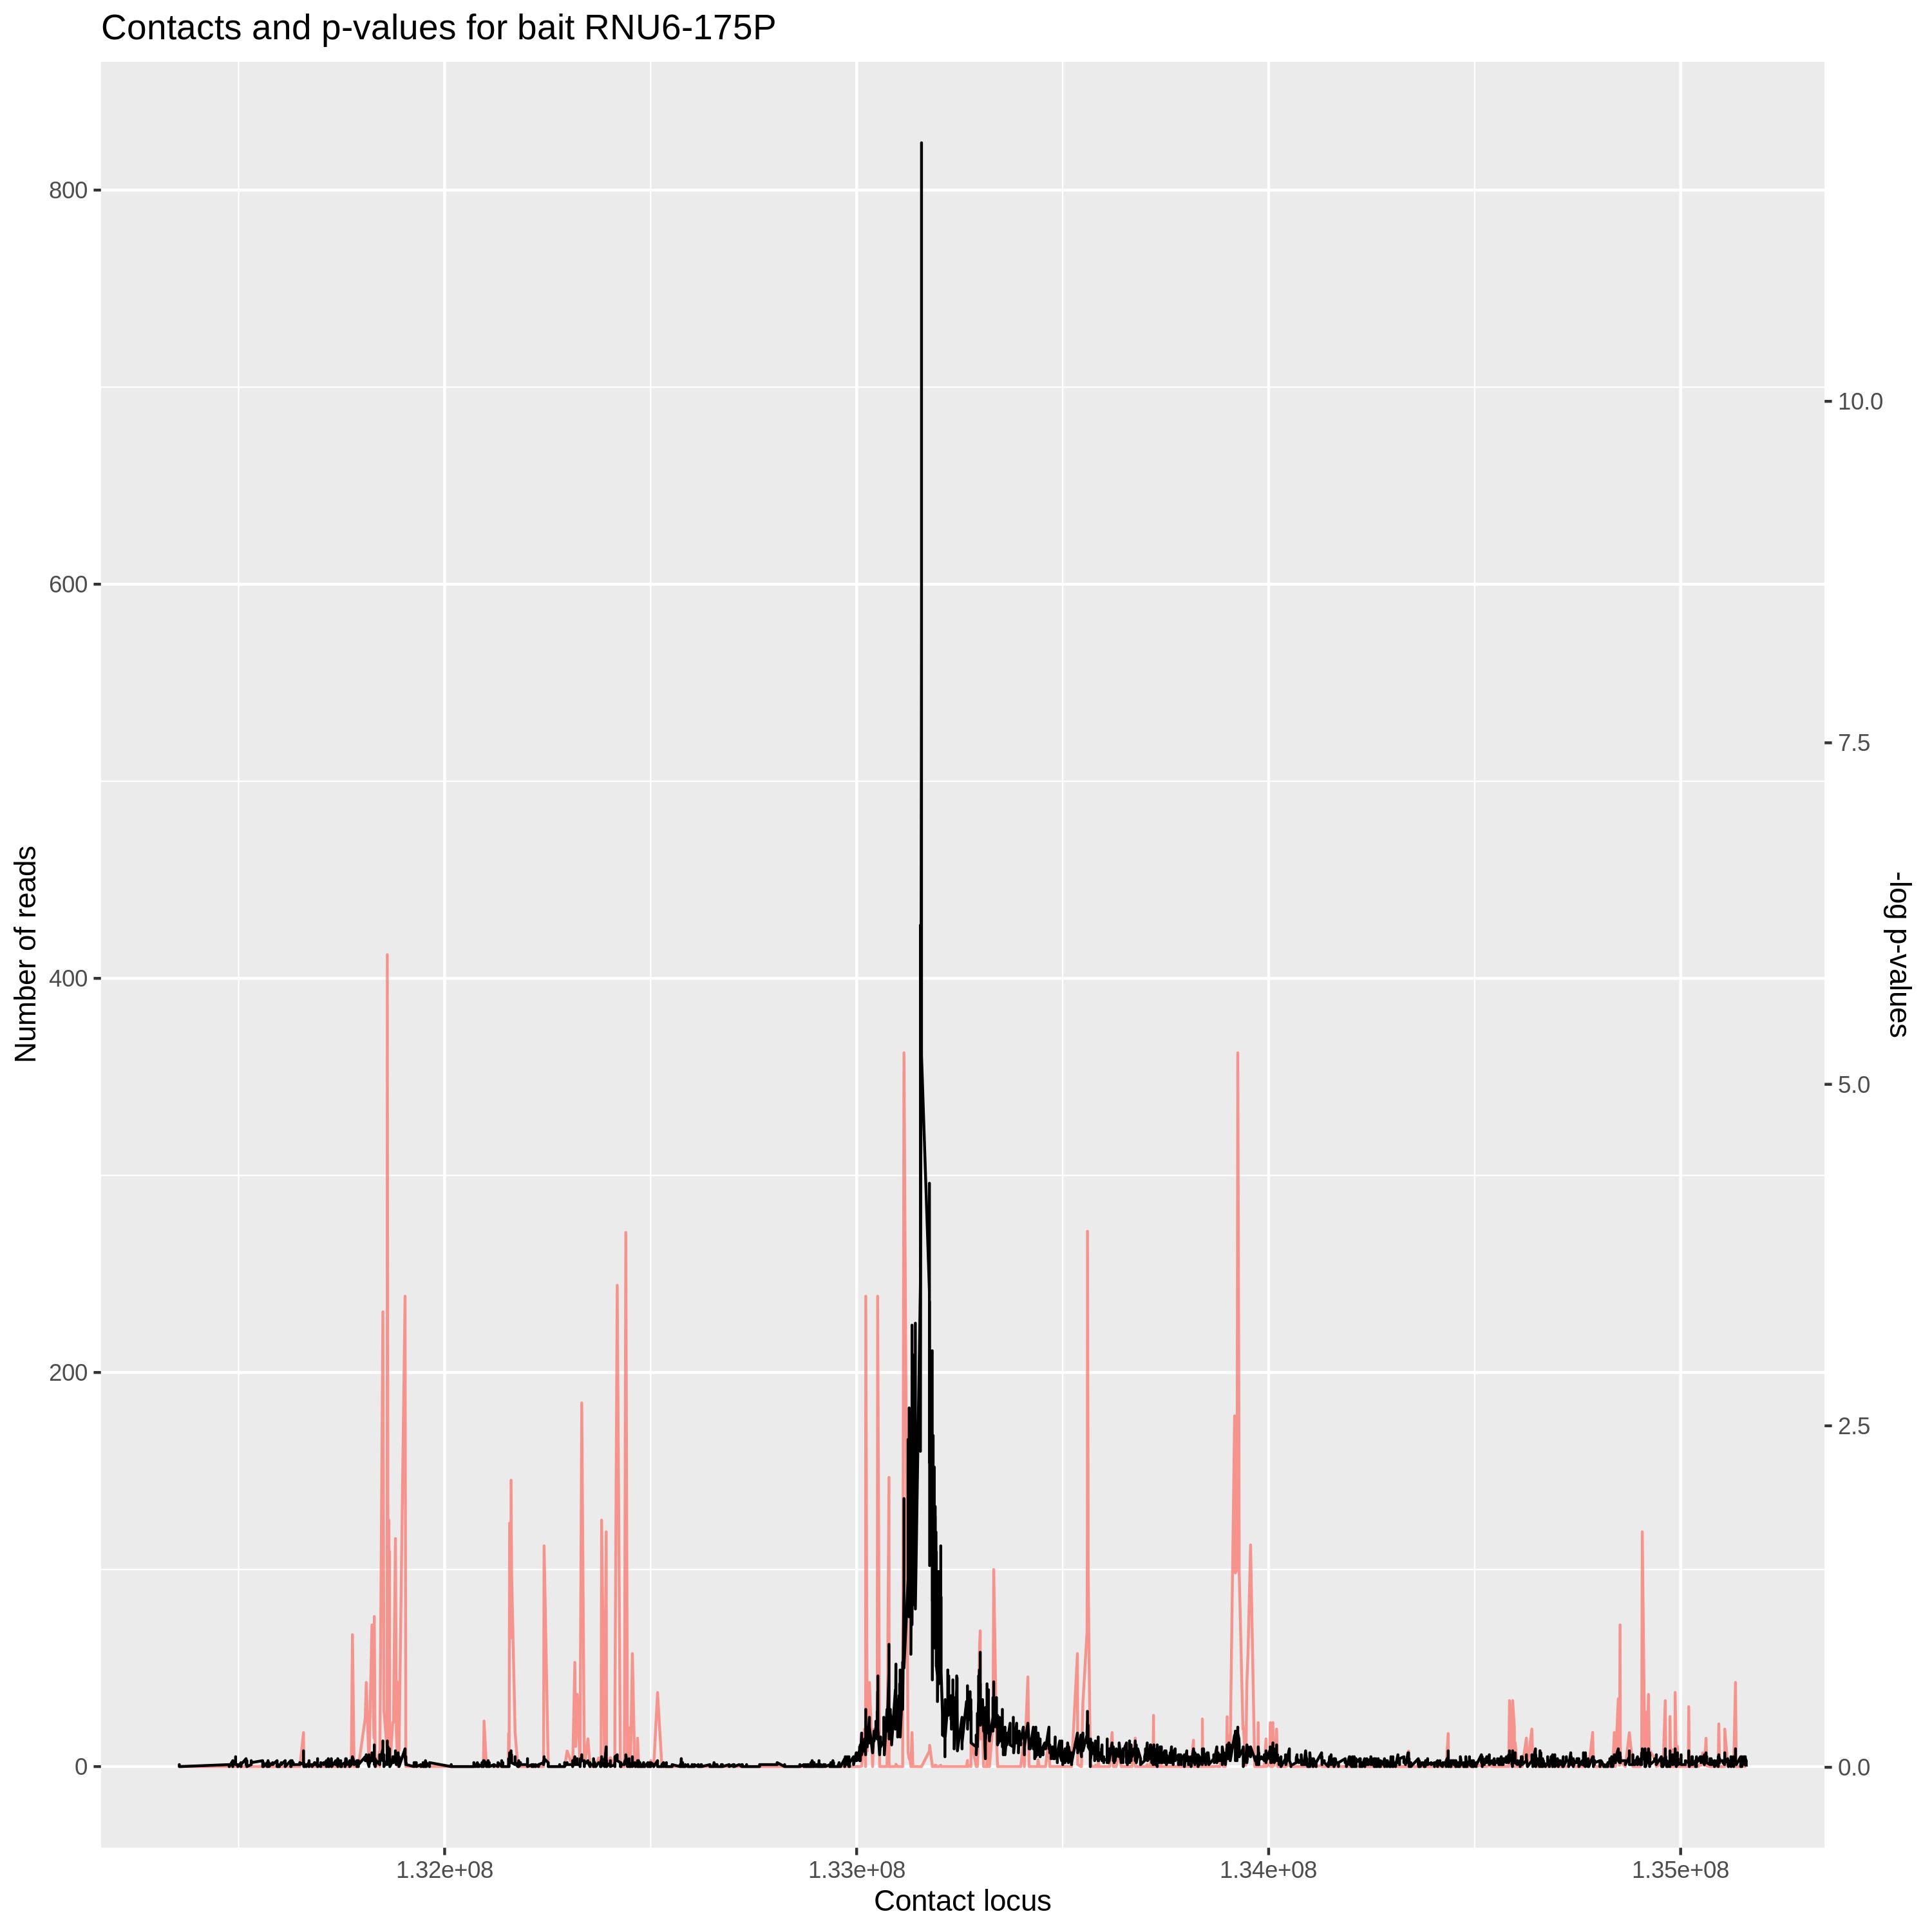 Contacts and p-values for bait RNU6-175P
800
600
400
200
0
Number of reads
10.0
7.5
5.0
2.5
0.0
-log p-values
1.32e+08
1.33e+08
1.34e+08
1.35e+08
Contact locus